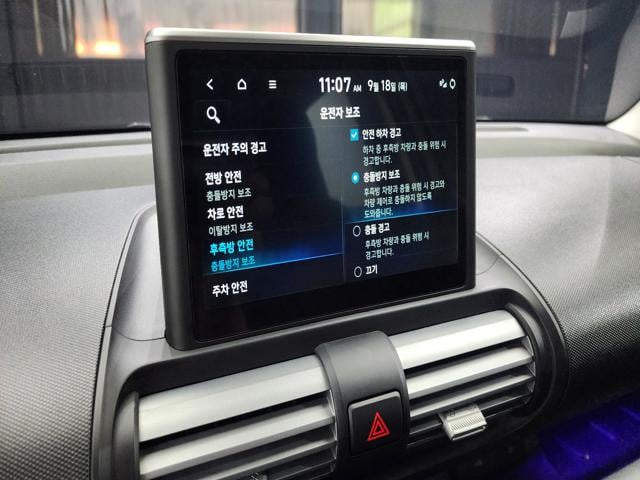 11:07 AM 9월 18일 (목)
운전자 보조
운전자 주의 경고
전방 안전
충돌방지 보조
차로 안전
이탈방지 보조
후측방 안전
충돌방지 보조
주차 안전
안전 하차 경고
하차 중 후측방 차량과 충돌 위험 시
경고합니다.
충돌방지 보조
후측방 차량과 충돌 위험 시 경고와
차량 제어로 충돌하지 않도록
도와줍니다.
충돌 경고
후측방 차량과 충돌 위험 시
경고합니다.
끄기